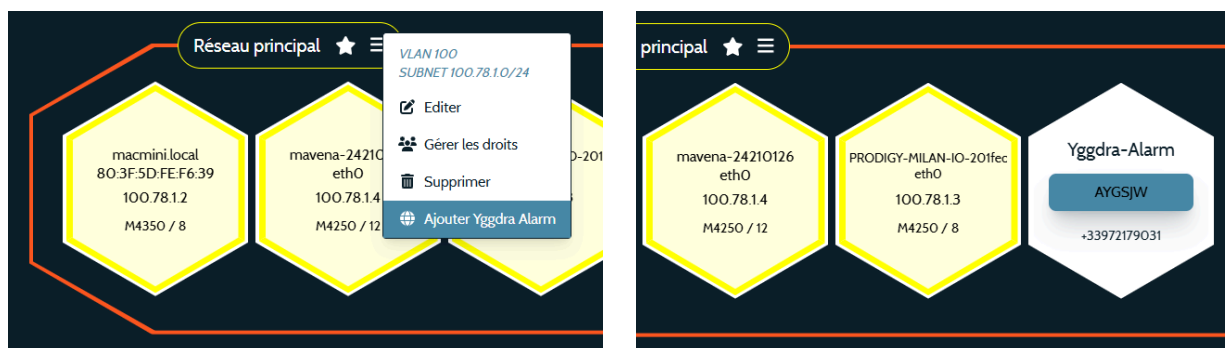 Réseau principal
VLAN 100
SUBNET 100.78.1.0/24
Editer
Gérer les droits
Supprimer
Ajouter Yggdra Alarm
macmini.local
80:3F:5D:FE:F6:39
100.78.1.2
M4350 / 8
mavena-24210
eth0
100.78.1.4
M4250 / 12
O-201
principal
mavena-24210126
eth0
100.78.1.4
M4250 / 12
PRODIGY-MILAN-IO-201fec
eth0
100.78.1.3
M4250 / 8
Yggdra-Alarm
AYGSJW
+33972179031